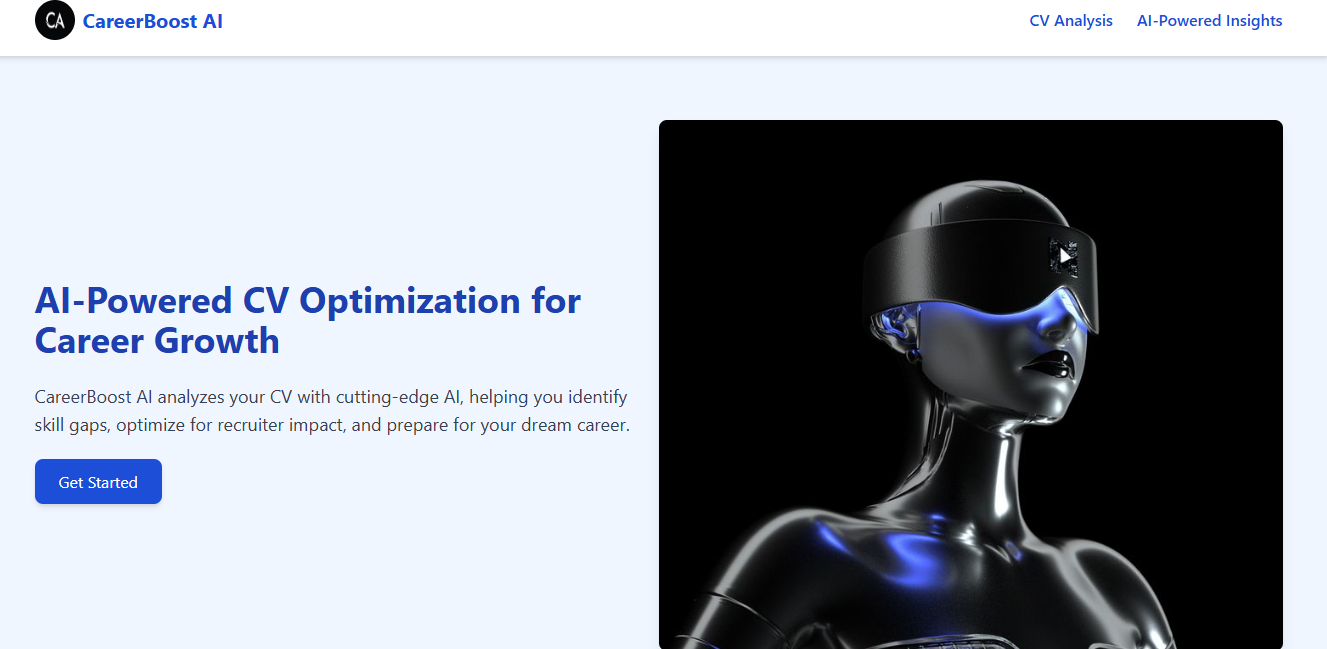 CA CareerBoost AI CV Analysis AI-Powered Insights
AI-Powered CV Optimization for
Career Growth
CareerBoost AI analyzes your CV with cutting-edge AI, helping you identify
skill gaps, optimize for recruiter impact, and prepare for your dream career.
Get Started